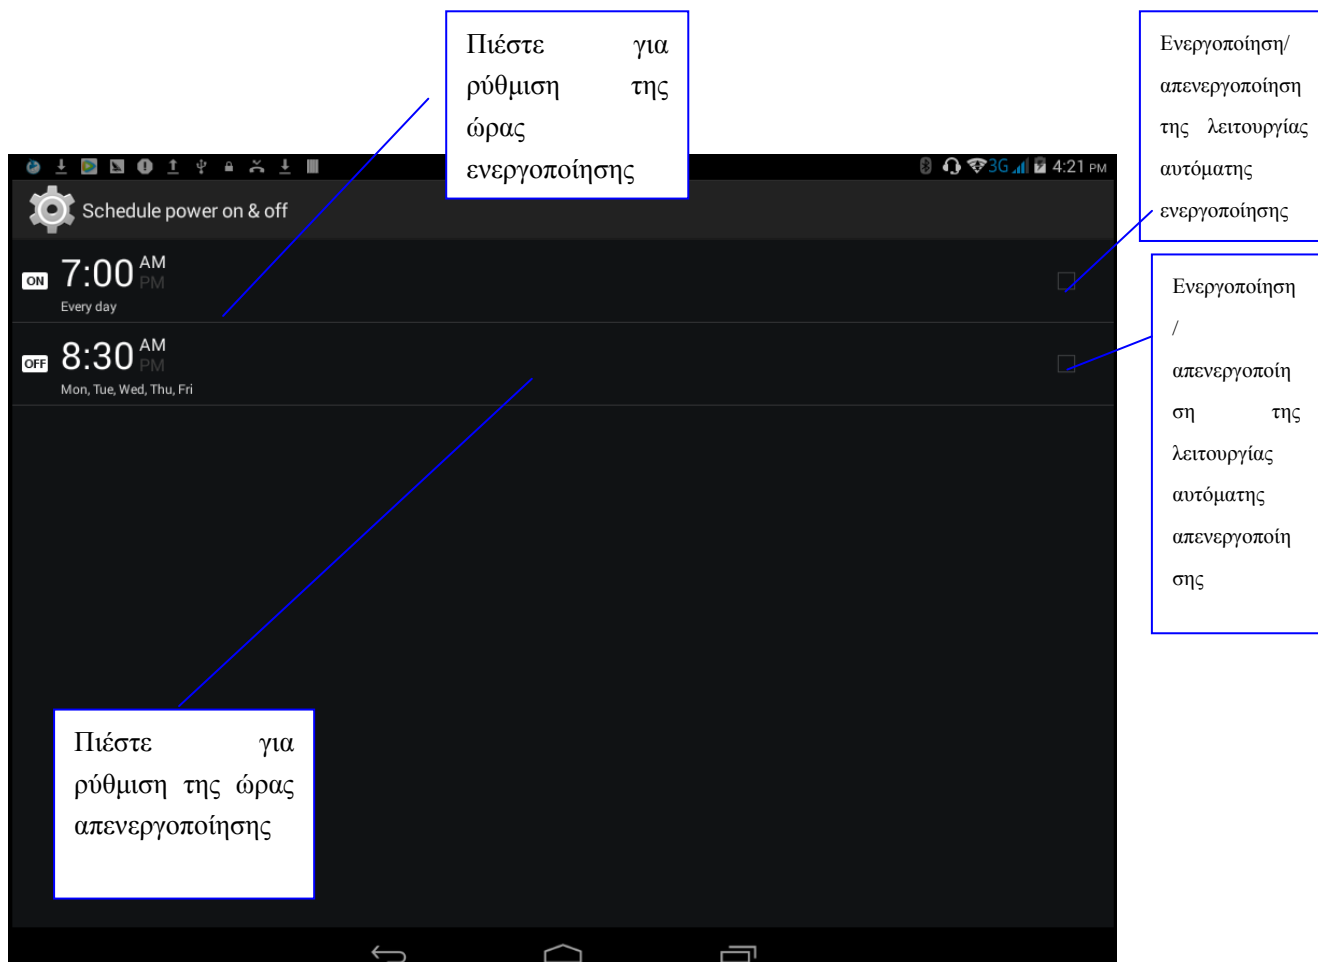 Πιέστε για
ρύθμιση της
ώρας
ενεργοποίησης
Ενεργοποίηση/
απενεργοποίηση
της λειτουργίας
αυτόματης
ενεργοποίησης
3G 4:21 PM
Schedule power on & off
ON 7:00 AM PM
Every day
OFF 8:30 AM PM
Mon, Tue, Wed, Thu, Fri
Ενεργοποίηση
/
απενεργοποίη
ση της
λειτουργίας
αυτόματης
απενεργοποίη
σης
Πιέστε για
ρύθμιση της ώρας
απενεργοποίησης